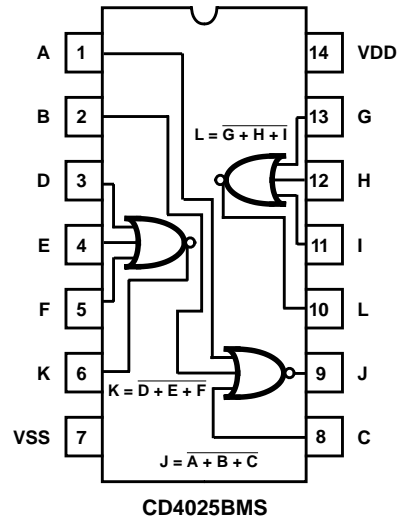 A 1 14 VDD
B 2 13 G
L = G + H + I
D 3 12 H
E 4 11 I
F 5 10 L
K 6 9 J
K = D + E + F
VSS 7 8 C
J = A + B + C
CD4025BMS